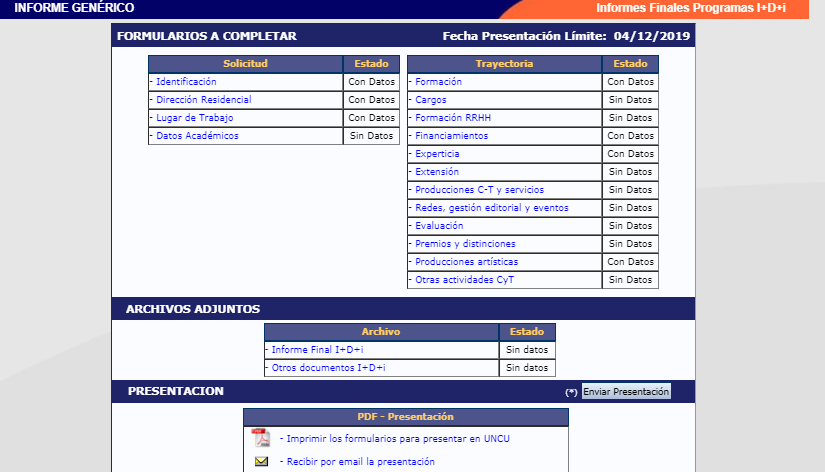 INFORME GENÉRICO
Informes Finales Programas I+D+i
FORMULARIOS A COMPLETAR
Fecha Presentación Límite: 04/12/2019
Solicitud Estado
- Identificación Con Datos
- Dirección Residencial Con Datos
- Lugar de Trabajo Con Datos
- Datos Académicos Sin Datos
Trayectoria Estado
- Formación Con Datos
- Cargos Sin Datos
- Formación RRHH Sin Datos
- Financiamientos Con Datos
- Experticia Con Datos
- Extensión Sin Datos
- Producciones C-T y servicios Sin Datos
- Redes, gestión editorial y eventos Sin Datos
- Evaluación Sin Datos
- Premios y distinciones Sin Datos
- Producciones artísticas Con Datos
- Otras actividades CyT Sin Datos
ARCHIVOS ADJUNTOS
Archivo Estado
- Informe Final I+D+i Sin datos
- Otros documentos I+D+i Sin datos
PRESENTACION
(*) Enviar Presentación
PDF - Presentación
- Imprimir los formularios para presentar en UNCU
- Recibir por email la presentación